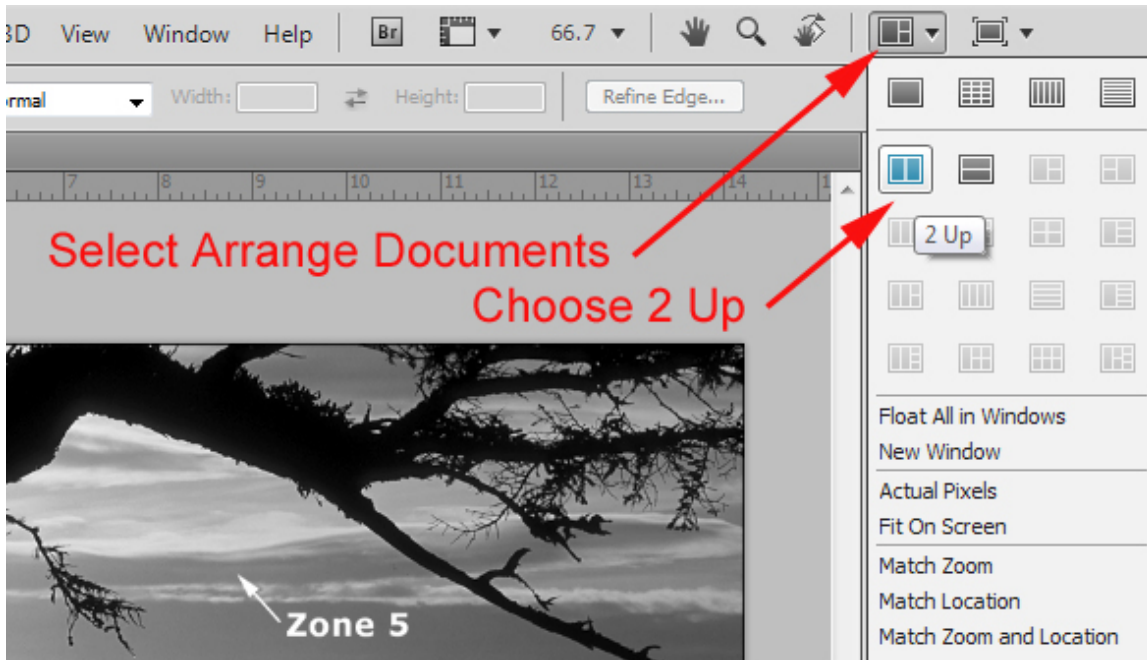 3D View Window Help Br 66.7
ormal Width: Height: Refine Edge...
7 8 9 10 11 12 13 14 1
Select Arrange Documents
2 Up
Choose 2 Up
Float All in Windows
New Window
Actual Pixels
Fit On Screen
Match Zoom
Match Location
Match Zoom and Location
Zone 5